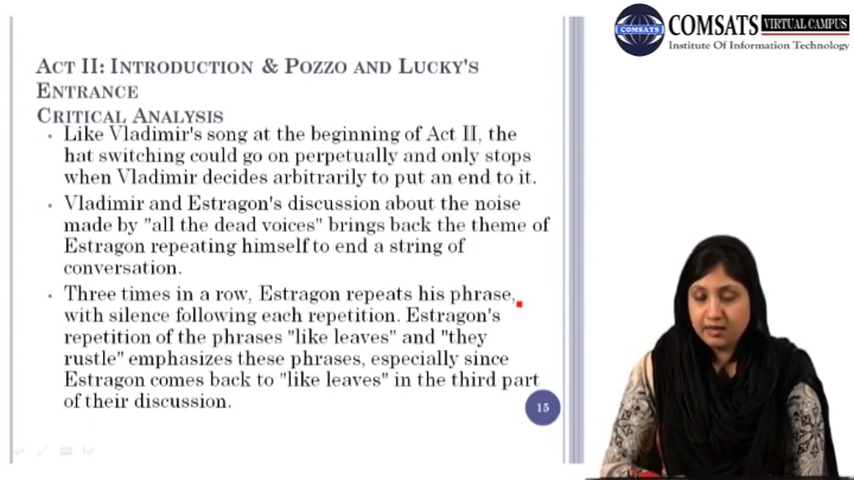 COMSATS VIRTUAL CAMPUS
COMSATS
Institute Of Information Technology
ACT II: INTRODUCTION & POZZO AND LUCKY'S
ENTRANCE
CRITICAL ANALYSIS
• Like Vladimir's song at the beginning of Act II, the
hat switching could go on perpetually and only stops
when Vladimir decides arbitrarily to put an end to it.
• Vladimir and Estragon's discussion about the noise
made by "all the dead voices" brings back the theme of
Estragon repeating himself to end a string of
conversation.
• Three times in a row, Estragon repeats his phrase,
with silence following each repetition. Estragon's
repetition of the phrases "like leaves" and "they
rustle" emphasizes these phrases, especially since
Estragon comes back to "like leaves" in the third part
of their discussion.
15